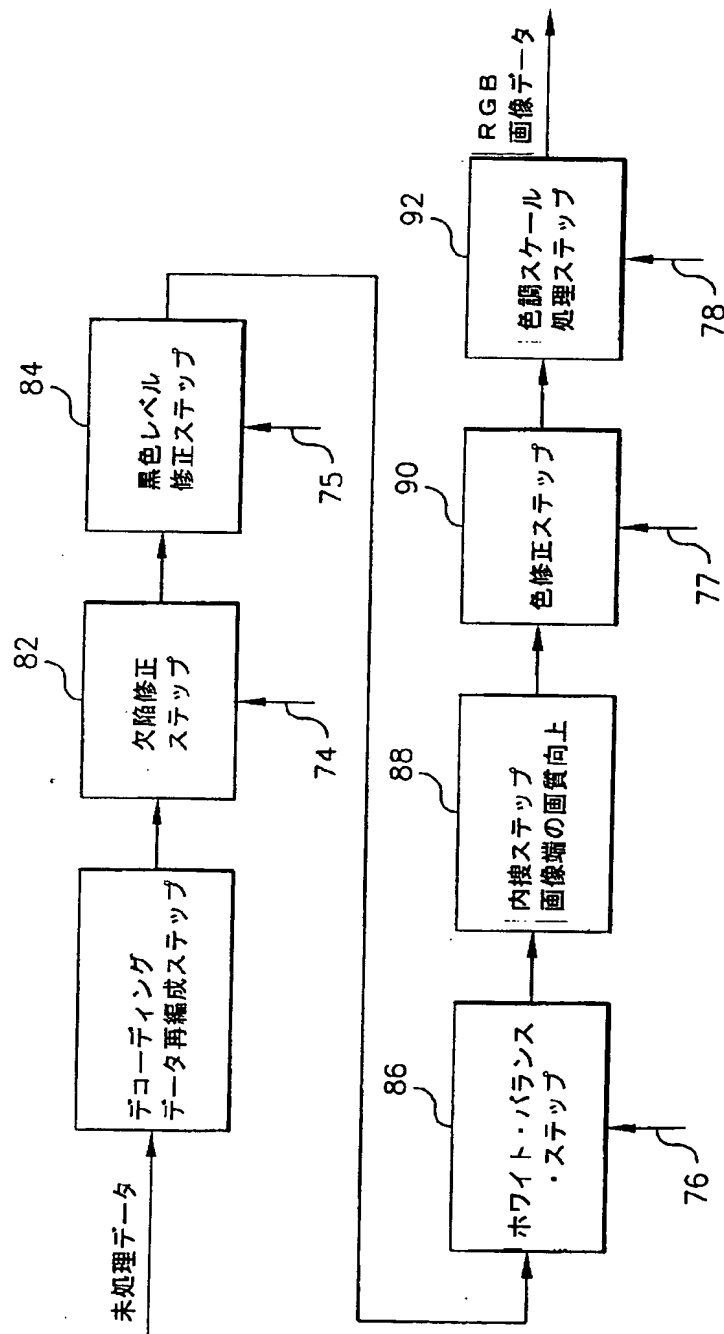 未処理データ
デコーディング
データ再編成ステップ
82
欠陥修正
ステップ
74
84
黒色レベル
修正ステップ
75
86
ホワイト・バランス
・ステップ
76
88
内挿ステップ
画像端の画質向上
90
色修正ステップ
77
92
色調スケール
処理ステップ
78
RGB
画像データ